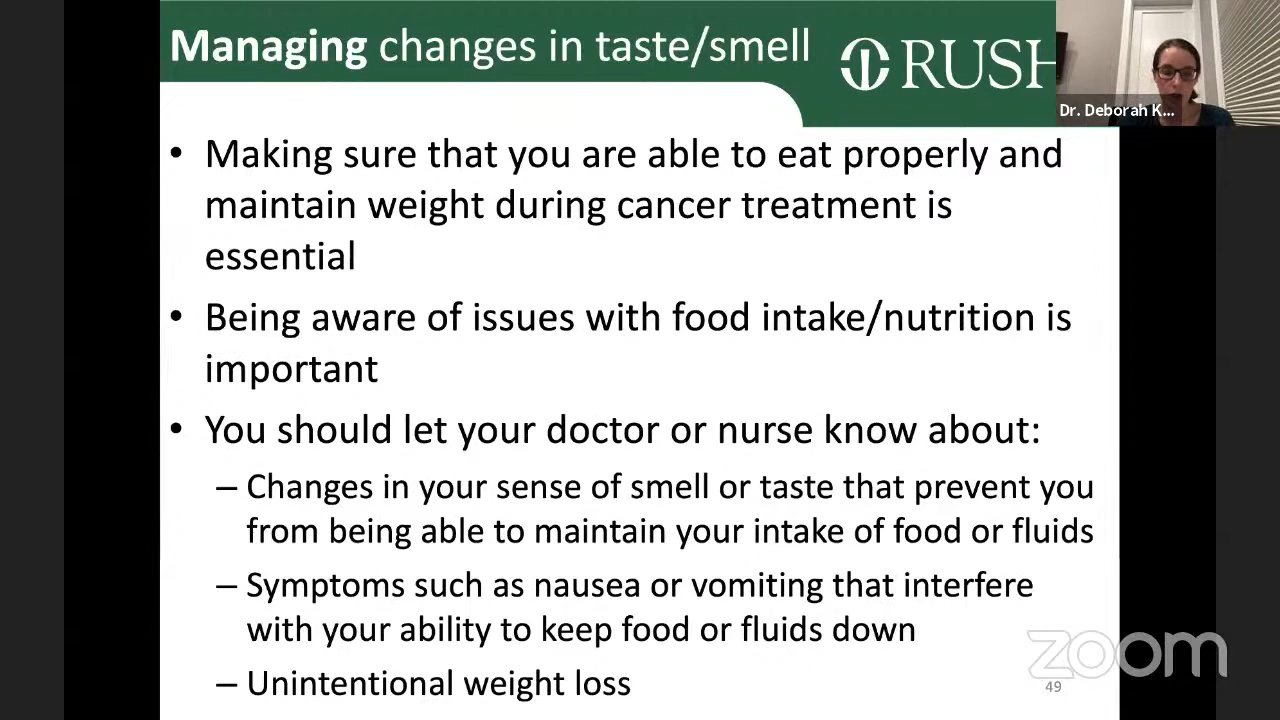 Managing changes in taste/smell
RUSH
Dr. Deborah K...
• Making sure that you are able to eat properly and
maintain weight during cancer treatment is
essential
• Being aware of issues with food intake/nutrition is
important
• You should let your doctor or nurse know about:
– Changes in your sense of smell or taste that prevent you
from being able to maintain your intake of food or fluids
– Symptoms such as nausea or vomiting that interfere
with your ability to keep food or fluids down
– Unintentional weight loss
zoom
49